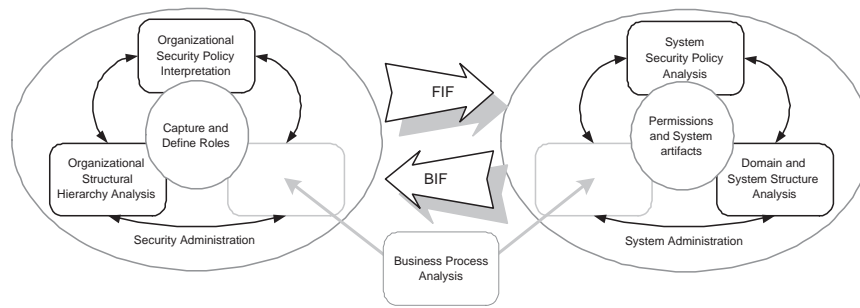 Organizational
Security Policy
Interpretation
Capture and
Define Roles
Organizational
Structural
Hierarchy Analysis
Security Administration
FIF
BIF
Business Process
Analysis
System
Security Policy
Analysis
Permissions
and System
artifacts
Domain and
System Structure
Analysis
System Administration